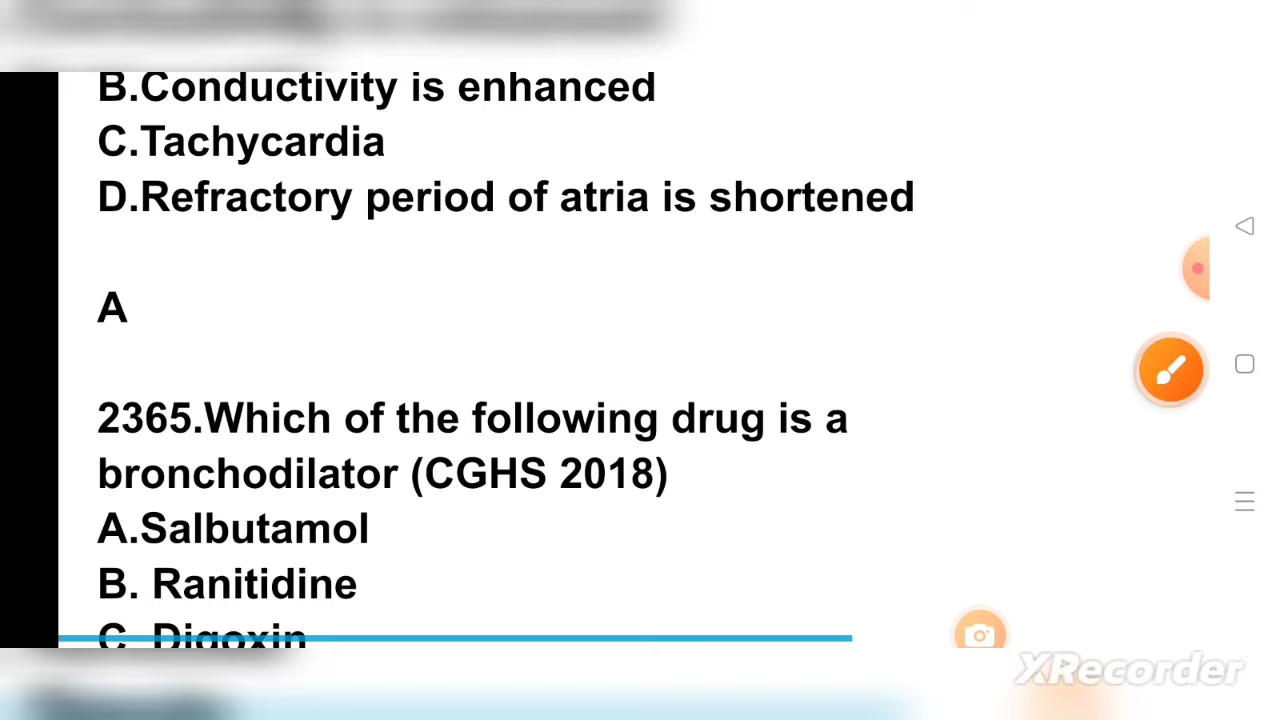 B.Conductivity is enhanced
C.Tachycardia
D.Refractory period of atria is shortened
A
2365.Which of the following drug is a
bronchodilator (CGHS 2018)
A.Salbutamol
B. Ranitidine
C. Digoxin
XRecorder